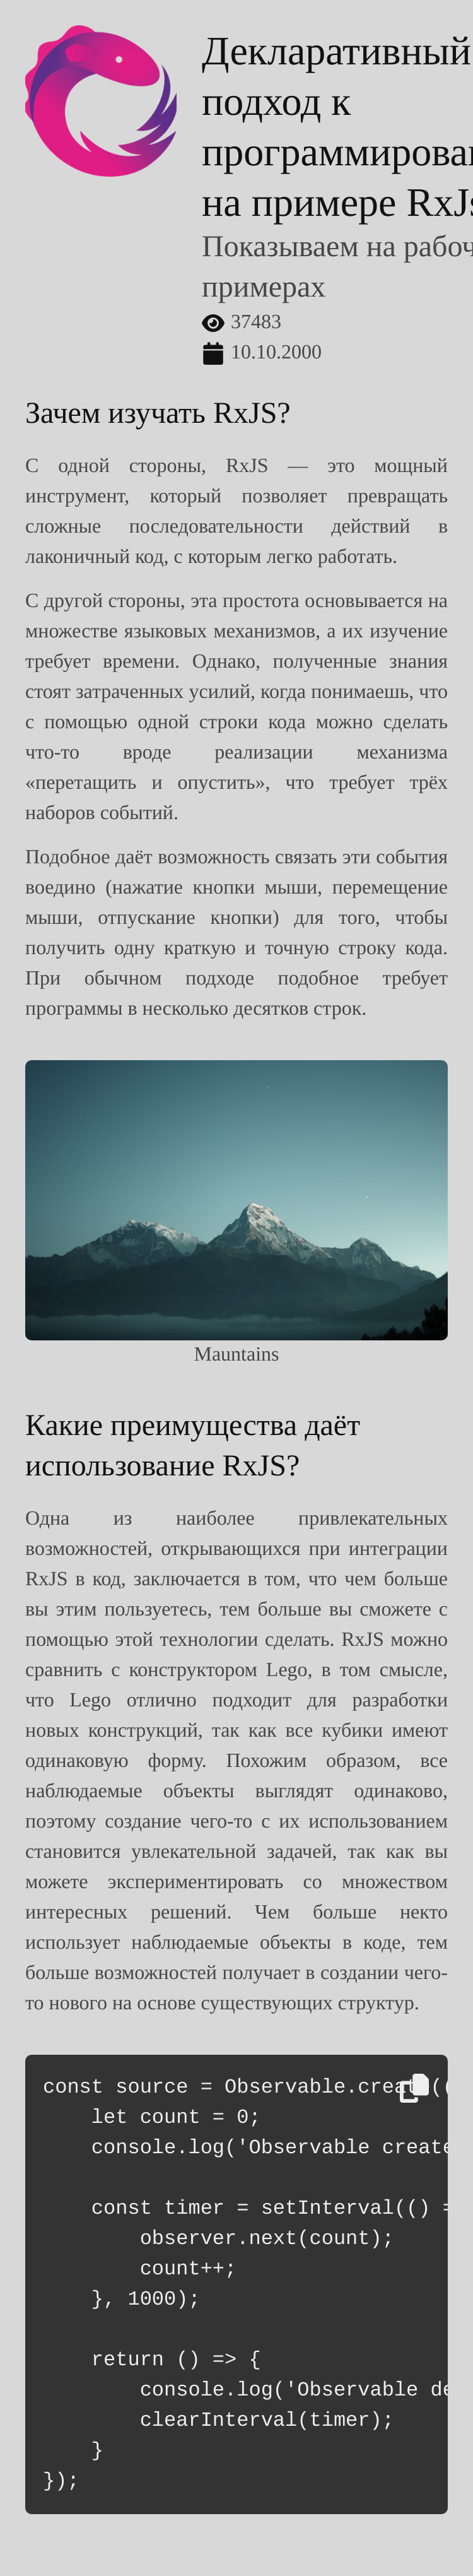 Декларативный
подход к
на примере RxJs
Показываем на
примерах
37483
10.10.2000
Зачем изучать RxJS?
С одной стороны, RxJS — это мощный
инструмент, который позволяет превращать
сложные последовательности действий в
лаконичный код, с которым легко работать.
С другой стороны, эта простота основывается на
множестве языковых механизмов, а их изучение
требует времени. Однако, полученные знания
стоят затраченных усилий, когда понимаешь, что
с помощью одной строки кода можно сделать
что-то вроде реализации механизма
«перетащить и опустить», что требует трёх
наборов событий.
Подобное даёт возможность связать эти события
воедино (нажатие кнопки мыши, перемещение
мыши, отпускание кнопки) для того, чтобы
получить одну краткую и точную строку кода.
При обычном подходе подобное требует
программы в несколько десятков строк.
Mauntains
Какие преимущества даёт
использование RxJS?
Одна из наиболее привлекательных
возможностей, открывающихся при интеграции
RxJS в код, заключается в том, что чем больше
вы этим пользуетесь, тем больше вы сможете с
помощью этой технологии сделать. RxJS можно
сравнить с конструктором Lego, в том смысле,
что Lego отлично подходит для разработки
новых конструкций, так как все кубики имеют
одинаковую форму. Похожим образом, все
наблюдаемые объекты выглядят одинаково,
поэтому создание чего-то с их использованием
становится увлекательной задачей, так как вы
можете экспериментировать со множеством
интересных решений. Чем больше некто
использует наблюдаемые объекты в коде, тем
больше возможностей получает в создании чего-
то нового на основе существующих структур.
const source = Observable.create((
    let count = 0;
    console.log('Observable create
    const timer = setInterval(() =
        observer.next(count);
        count++;
    }, 1000);
    return () => {
        console.log('Observable de
        clearInterval(timer);
    }
});